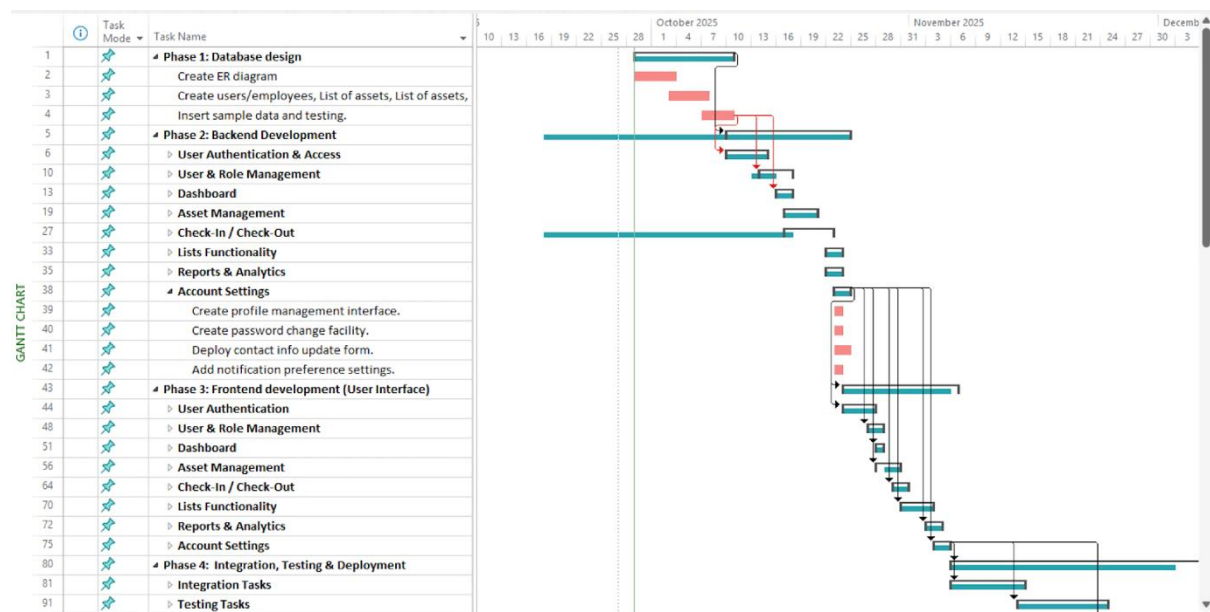 5 October 2025 November 2025 Decemb
Task Mode Task Name 10 13 16 19 22 25 28 1 4 7 10 13 16 19 22 25 28 31 3 6 9 12 15 18 21 24 27 30 3
1 Phase 1: Database design
2 Create ER diagram
3 Create users/employees, List of assets, List of assets,
4 Insert sample data and testing.
5 Phase 2: Backend Development
6 User Authentication & Access
10 User & Role Management
13 Dashboard
19 Asset Management
27 Check-In / Check-Out
33 Lists Functionality
35 Reports & Analytics
38 Account Settings
39 Create profile management interface.
40 Create password change facility.
41 Deploy contact info update form.
42 Add notification preference settings.
43 Phase 3: Frontend development (User Interface)
44 User Authentication
48 User & Role Management
51 Dashboard
56 Asset Management
64 Check-In / Check-Out
70 Lists Functionality
72 Reports & Analytics
75 Account Settings
80 Phase 4: Integration, Testing & Deployment
81 Integration Tasks
91 Testing Tasks
GANTT CHART